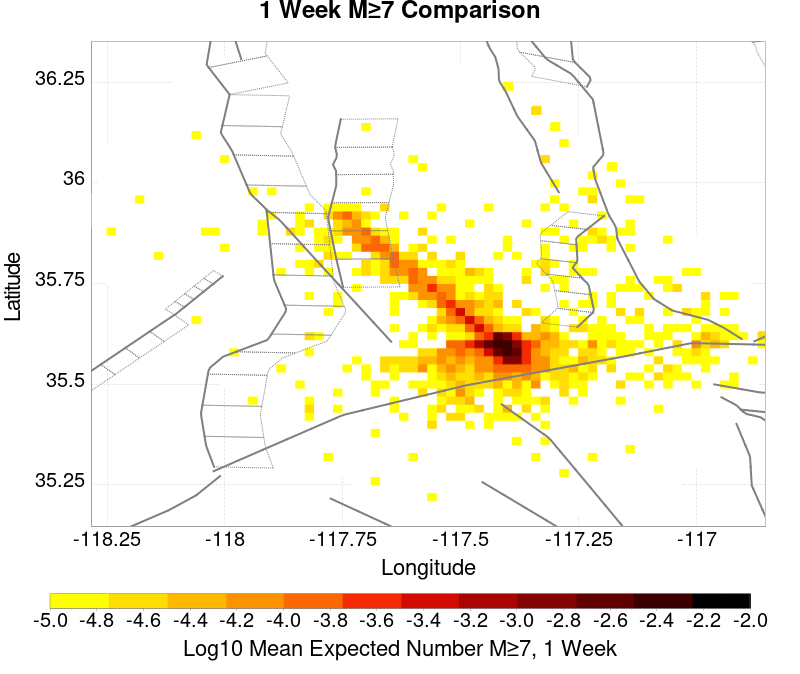 1 Week M≥7 Comparison
36.25
36
35.75
35.5
35.25
Latitude
-118.25 -118 -117.75 -117.5 -117.25 -117
Longitude
-5.0 -4.8 -4.6 -4.4 -4.2 -4.0 -3.8 -3.6 -3.4 -3.2 -3.0 -2.8 -2.6 -2.4 -2.2 -2.0
Log10 Mean Expected Number M≥7, 1 Week